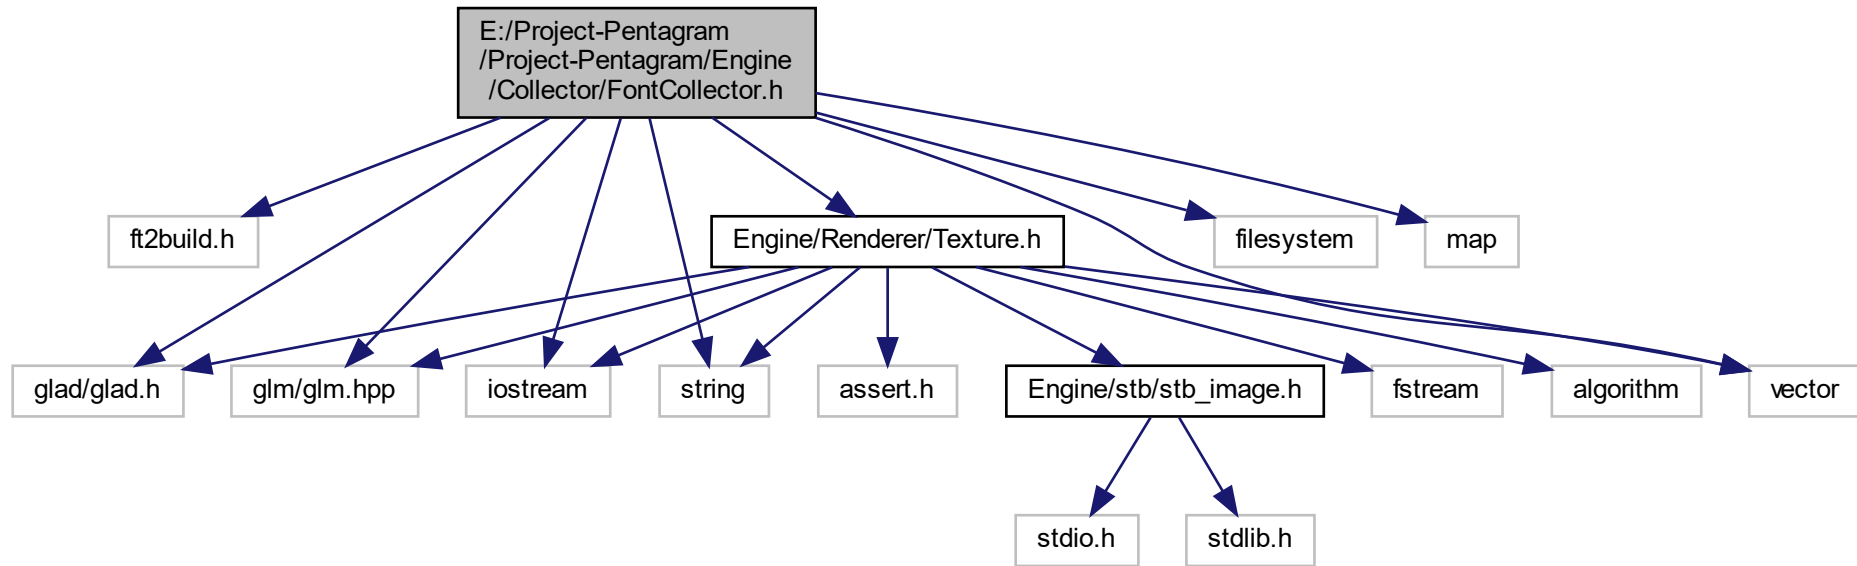 E:/Project-Pentagram
/Project-Pentagram/Engine
/Collector/FontCollector.h
ft2build.h
Engine/Renderer/Texture.h
filesystem
map
glad/glad.h
glm/glm.hpp
iostream
string
assert.h
Engine/stb/stb_image.h
fstream
algorithm
vector
stdio.h
stdlib.h